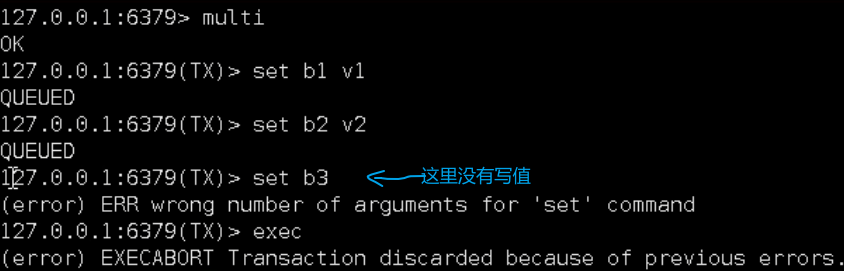 127.0.0.1:6379> multi
OK
127.0.0.1:6379(TX)> set b1 v1
QUEUED
127.0.0.1:6379(TX)> set b2 v2
QUEUED
127.0.0.1:6379(TX)> set b3 这里没有写值
(error) ERR wrong number of arguments for 'set' command
127.0.0.1:6379(TX)> exec
(error) EXECABORT Transaction discarded because of previous errors.